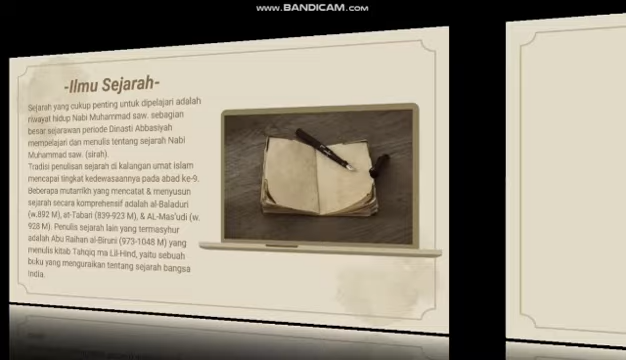 www.BANDICAM.com
-Ilmu Sejarah-
Sejarah yang cukup penting untuk dipelajari adalah
riwayat hidup Nabi Muhammad saw. sebagian
besar sejarawan periode Dinasti Abbasiyah
mempelajari dan menulis tentang sejarah Nabi
Muhammad saw. (sirah).
Tradisi penulisan sejarah di kalangan umat islam
mencapai tingkat kedewasaannya pada abad ke-9.
Beberapa mutarrikh yang mencatat & menyusun
sejarah secara komprehensif adalah al-Baladuri
(w.892 M), at-Tabari (839-923 M), & AL-Mas'udi (w.
928 M). Penulis sejarah lain yang termasyhur
adalah Abu Raihan al-Biruni (973-1048 M) yang
menulis kitab Tahqiq ma Lil-Hind, yaitu sebuah
buku yang menguraikan tentang sejarah bangsa
India.